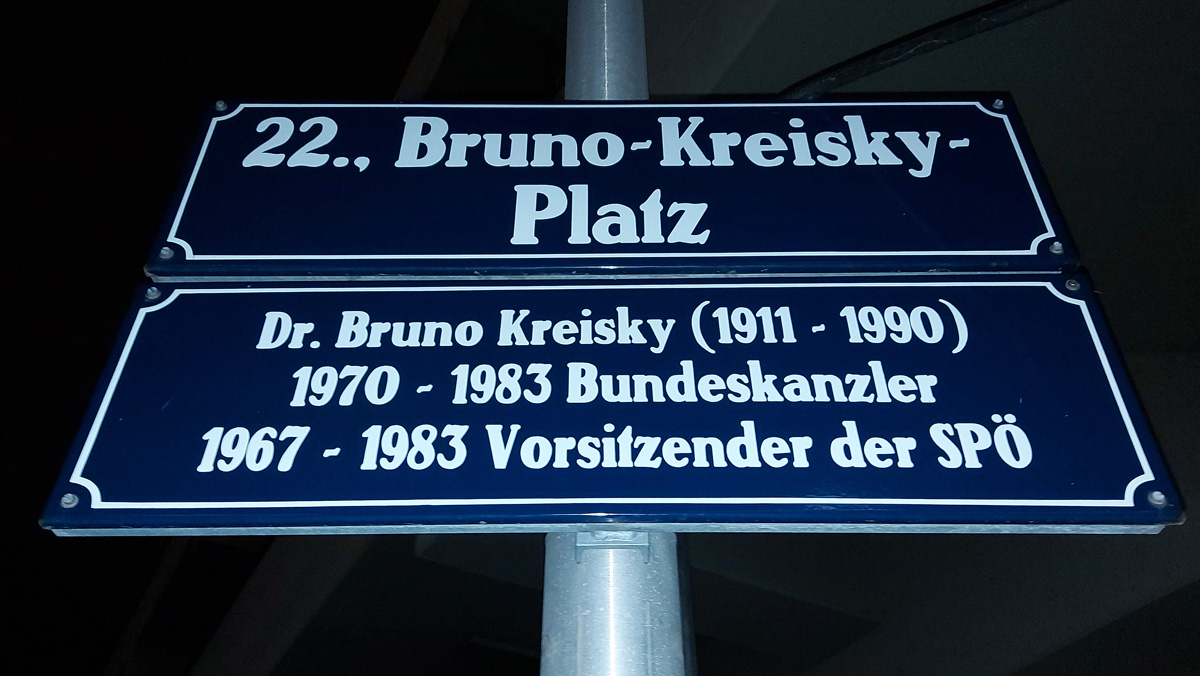 22., Bruno-Kreisky-
Platz
Dr. Bruno Kreisky (1911 - 1990)
1970 - 1983 Bundeskanzler
1967 - 1983 Vorsitzender der SPÖ